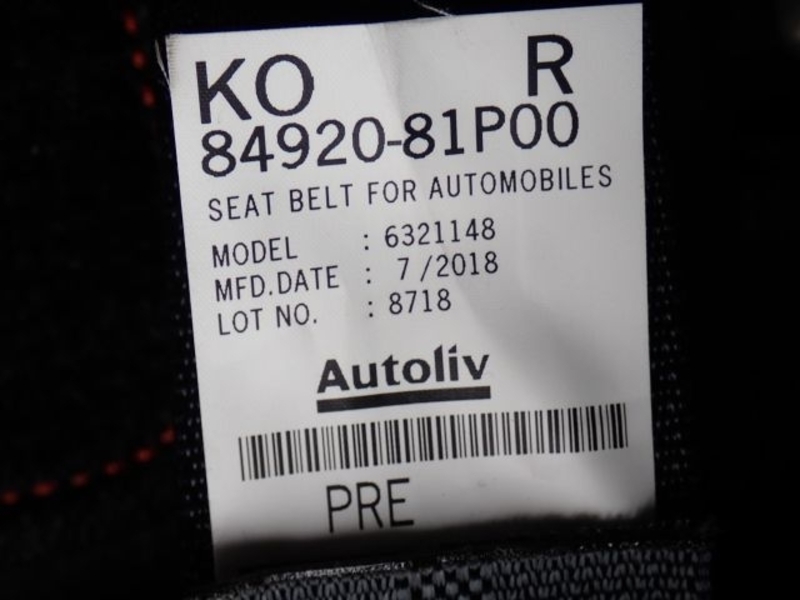 KO R
84920-81P00
SEAT BELT FOR AUTOMOBILES
MODEL : 6321148
MFD.DATE : 7/2018
LOT NO. : 8718
Autoliv
PRE